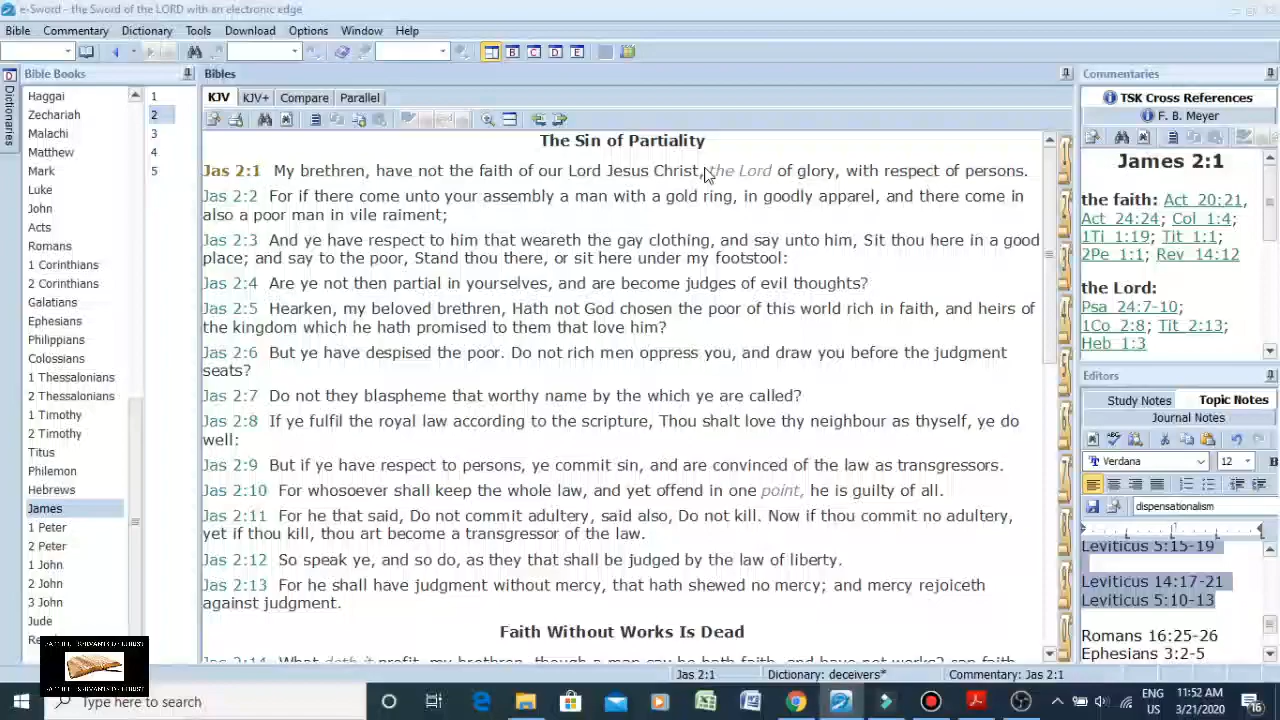 e-Sword - the Sword of the LORD with an electronic edge
Bible Commentary Dictionary Tools Download Options Window Help
B C D E
D Dictionaries
Bible Books
Haggai
Zechariah
Malachi
Matthew
Mark
Luke
John
Acts
Romans
1 Corinthians
2 Corinthians
Galatians
Ephesians
Philippians
Colossians
1 Thessalonians
2 Thessalonians
1 Timothy
2 Timothy
Titus
Philemon
Hebrews
James
1 Peter
2 Peter
1 John
2 John
3 John
Jude
1
2
3
4
5
Bibles
KJV KJV+ Compare Parallel
The Sin of Partiality
Jas 2:1 My brethren, have not the faith of our Lord Jesus Christ, the Lord of glory, with respect of persons.
Jas 2:2 For if there come unto your assembly a man with a gold ring, in goodly apparel, and there come in
also a poor man in vile raiment;
Jas 2:3 And ye have respect to him that weareth the gay clothing, and say unto him, Sit thou here in a good
place; and say to the poor, Stand thou there, or sit here under my footstool:
Jas 2:4 Are ye not then partial in yourselves, and are become judges of evil thoughts?
Jas 2:5 Hearken, my beloved brethren, Hath not God chosen the poor of this world rich in faith, and heirs of
the kingdom which he hath promised to them that love him?
Jas 2:6 But ye have despised the poor. Do not rich men oppress you, and draw you before the judgment
seats?
Jas 2:7 Do not they blaspheme that worthy name by the which ye are called?
Jas 2:8 If ye fulfil the royal law according to the scripture, Thou shalt love thy neighbour as thyself, ye do
well:
Jas 2:9 But if ye have respect to persons, ye commit sin, and are convinced of the law as transgressors.
Jas 2:10 For whosoever shall keep the whole law, and yet offend in one point, he is guilty of all.
Jas 2:11 For he that said, Do not commit adultery, said also, Do not kill. Now if thou commit no adultery,
yet if thou kill, thou art become a transgressor of the law.
Jas 2:12 So speak ye, and so do, as they that shall be judged by the law of liberty.
Jas 2:13 For he shall have judgment without mercy, that hath shewed no mercy; and mercy rejoiceth
against judgment.
Faith Without Works Is Dead
Jas 2:14 What doth it profit, my brethren, though a man say he hath faith, and have not works? can faith
Commentaries
TSK Cross References
F. B. Meyer
James 2:1
the faith: Act 20:21,
Act 24:24; Col 1:4;
1Ti 1:19; Tit 1:1;
2Pe 1:1; Rev 14:12
the Lord:
Psa 24:7-10;
1Co 2:8; Tit 2:13;
Heb 1:3
Editors
Study Notes Topic Notes
Journal Notes
Verdana 12
dispensationalism
Leviticus 5:15-19
Leviticus 14:17-21
Leviticus 5:10-13
Romans 16:25-26
Ephesians 3:2-5
Jas 2:1 Dictionary: deceivers* Commentary: Jas 2:1
Type here to search
ENG
US
11:52 AM
3/21/2020
16